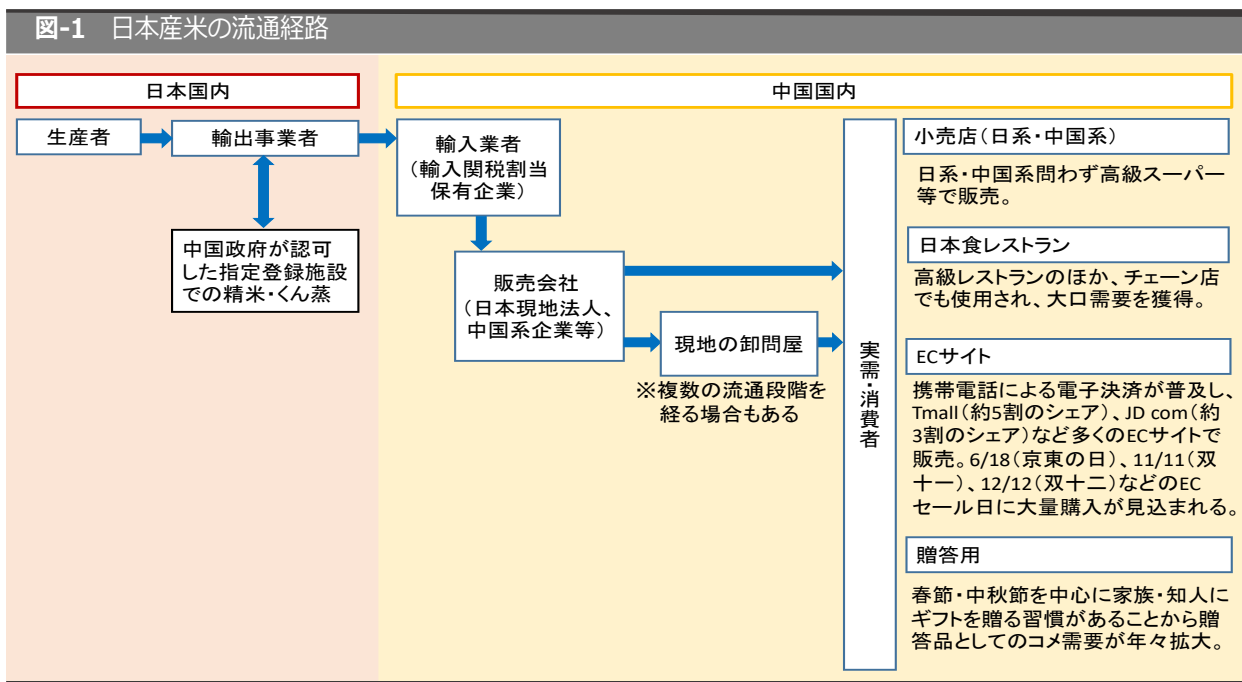 図-1 日本産米の流通経路
日本国内
中国国内
生産者
輸出事業者
中国政府が認可
した指定登録施設
での精米・くん蒸
輸入業者
（輸入関税割当
保有企業）
販売会社
（日本現地法人、
中国系企業等）
現地の卸問屋
※複数の流通段階を
経る場合もある
実需・消費者
小売店（日系・中国系）
日系・中国系問わず高級スーパー
等で販売。
日本食レストラン
高級レストランのほか、チェーン店
でも使用され、大口需要を獲得。
ECサイト
携帯電話による電子決済が普及し、
Tmall（約5割のシェア）、JD com（約
3割のシェア）など多くのECサイトで
販売。6/18（京東の日）、11/11（双
十一）、12/12（双十二）などのEC
セール日に大量購入が見込まれる。
贈答用
春節・中秋節を中心に家族・知人に
ギフトを贈る習慣があることから贈
答品としてのコメ需要が年々拡大。